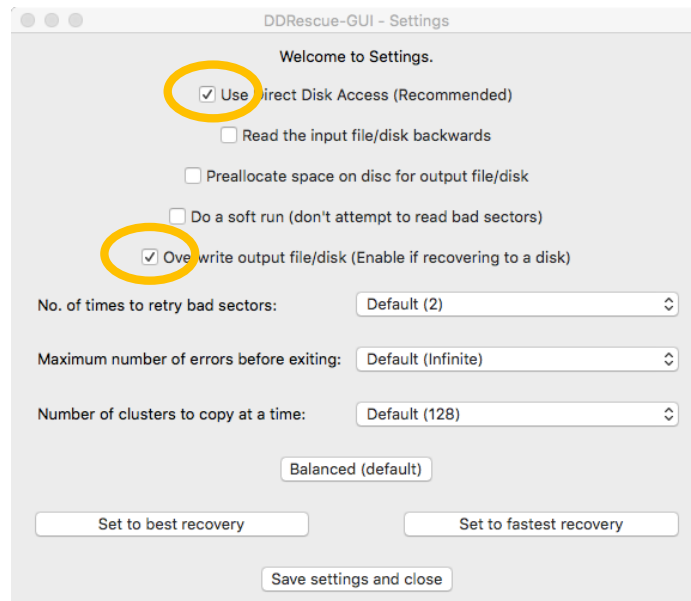 DDRescue-GUI - Settings
Welcome to Settings.
Use Direct Disk Access (Recommended)
Read the input file/disk backwards
Preallocate space on disc for output file/disk
Do a soft run (don't attempt to read bad sectors)
Overwrite output file/disk (Enable if recovering to a disk)
No. of times to retry bad sectors: Default (2)
Maximum number of errors before exiting: Default (Infinite)
Number of clusters to copy at a time: Default (128)
Balanced (default)
Set to best recovery Set to fastest recovery
Save settings and close